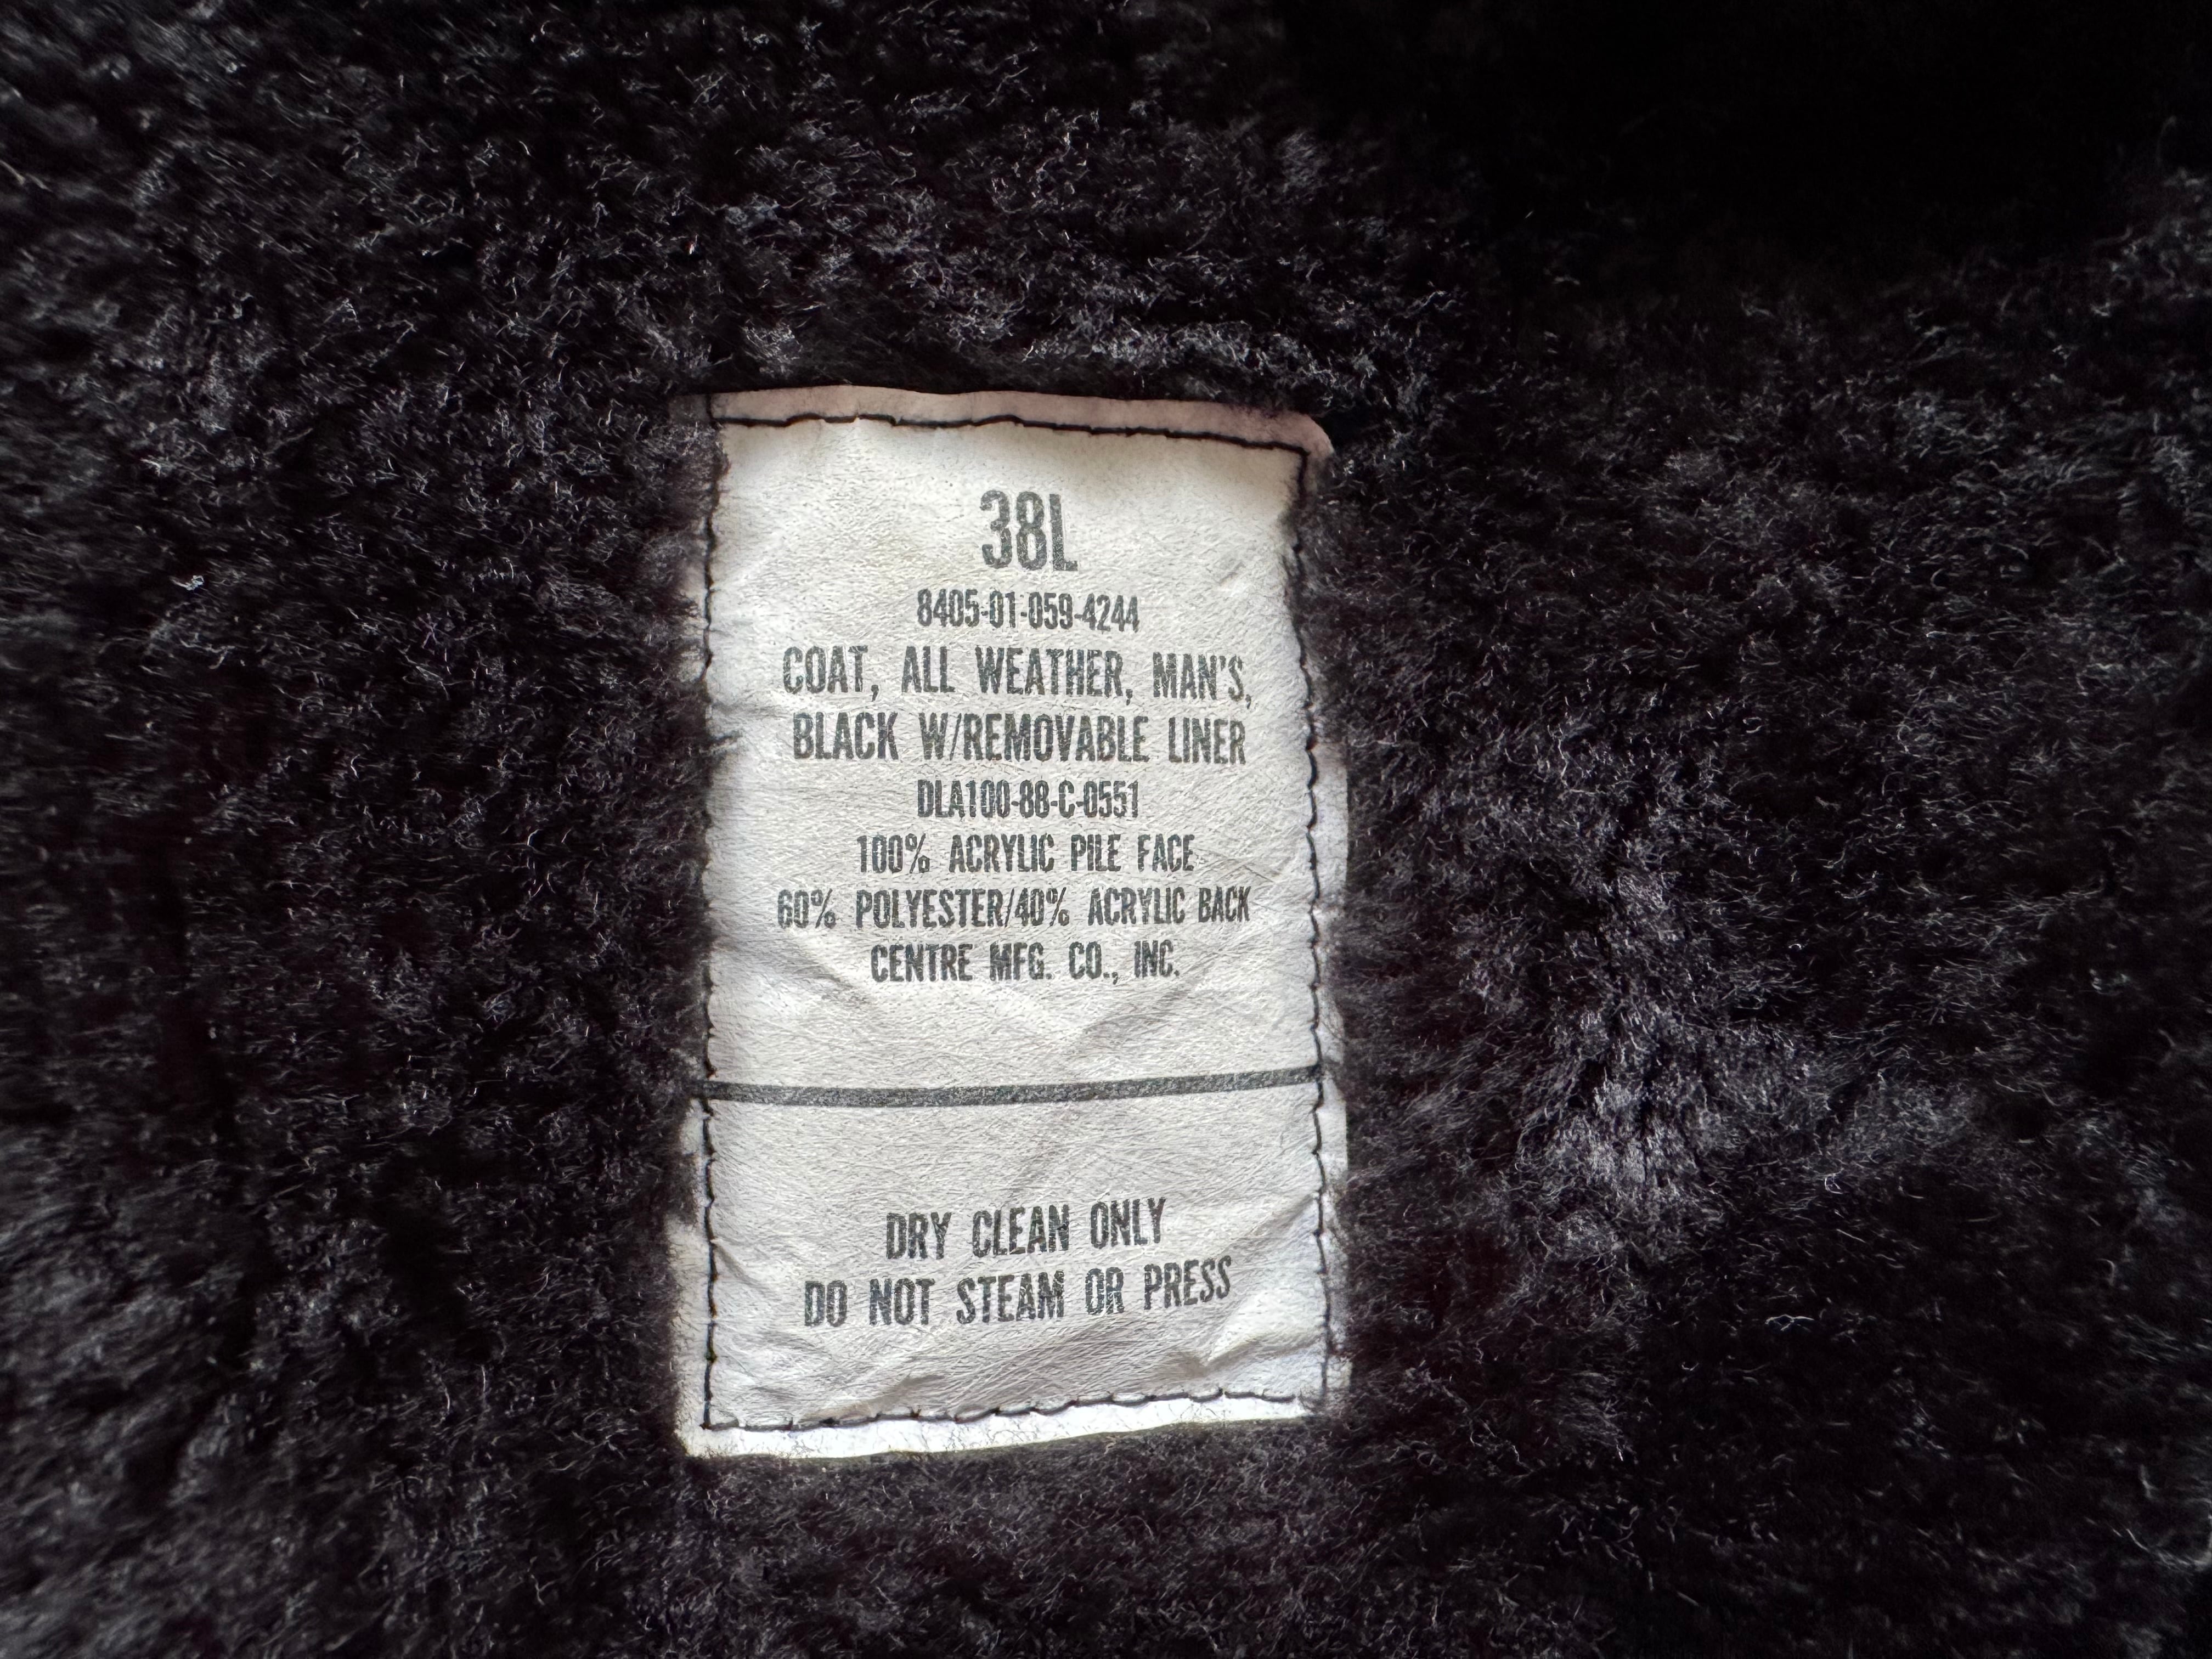 38L
8405-01-059-4244
COAT, ALL WEATHER, MAN'S,
BLACK W/REMOVABLE LINER
DLA100-88-C-0551
100% ACRYLIC PILE FACE
60% POLYESTER/40% ACRYLIC BACK
CENTRE MFG. CO., INC.
DRY CLEAN ONLY
DO NOT STEAM OR PRESS